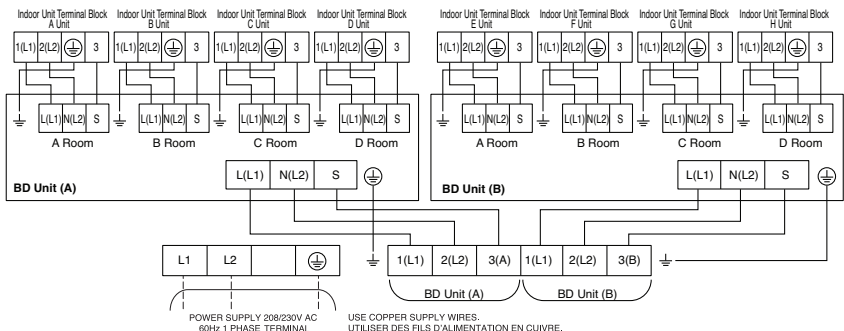 Indoor Unit Terminal Block Indoor Unit Terminal Block Indoor Unit Terminal Block Indoor Unit Terminal Block Indoor Unit Terminal Block Indoor Unit Terminal Block Indoor Unit Terminal Block Indoor Unit Terminal Block
A Unit B Unit C Unit D Unit E Unit F Unit G Unit H Unit
1(L1) 2(L2) 3 1(L1) 2(L2) 3 1(L1) 2(L2) 3 1(L1) 2(L2) 3 1(L1) 2(L2) 3 1(L1) 2(L2) 3 1(L1) 2(L2) 3 1(L1) 2(L2) 3
L(L1) N(L2) S L(L1) N(L2) S L(L1) N(L2) S L(L1) N(L2) S L(L1) N(L2) S L(L1) N(L2) S L(L1) N(L2) S L(L1) N(L2) S
A Room B Room C Room D Room A Room B Room C Room D Room
L(L1) N(L2) S L(L1) N(L2) S
BD Unit (A) BD Unit (B)
L1 L2 1(L1) 2(L2) 3(A) 1(L1) 2(L2) 3(B)
BD Unit (A) BD Unit (B)
POWER SUPPLY 208/230V AC USE COPPER SUPPLY WIRES.
60Hz 1 PHASE TERMINAL UTILISER DES FILS D'ALIMENTATION EN CUIVRE.